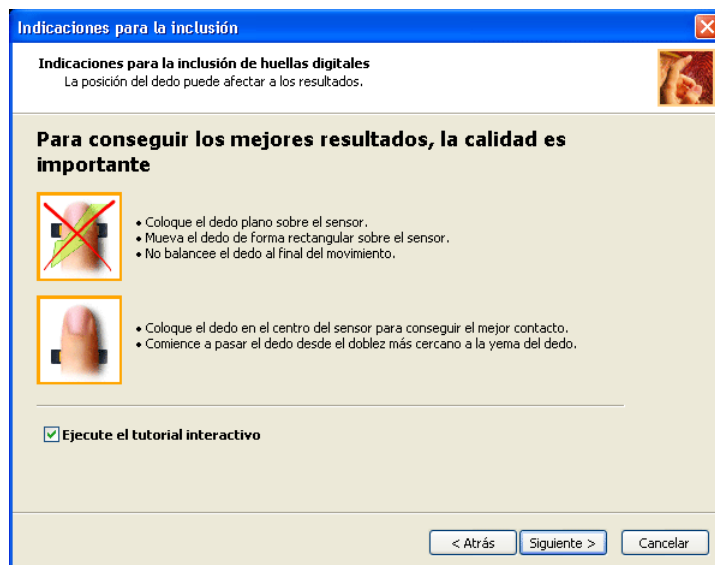 Indicaciones para la inclusión
Indicaciones para la inclusión de huellas digitales
La posición del dedo puede afectar a los resultados.
Para conseguir los mejores resultados, la calidad es
importante
• Coloque el dedo plano sobre el sensor.
• Mueva el dedo de forma rectangular sobre el sensor.
• No balancee el dedo al final del movimiento.
• Coloque el dedo en el centro del sensor para conseguir el mejor contacto.
• Comience a pasar el dedo desde el doblez más cercano a la yema del dedo.
Ejecute el tutorial interactivo
< Atrás
Siguiente >
Cancelar